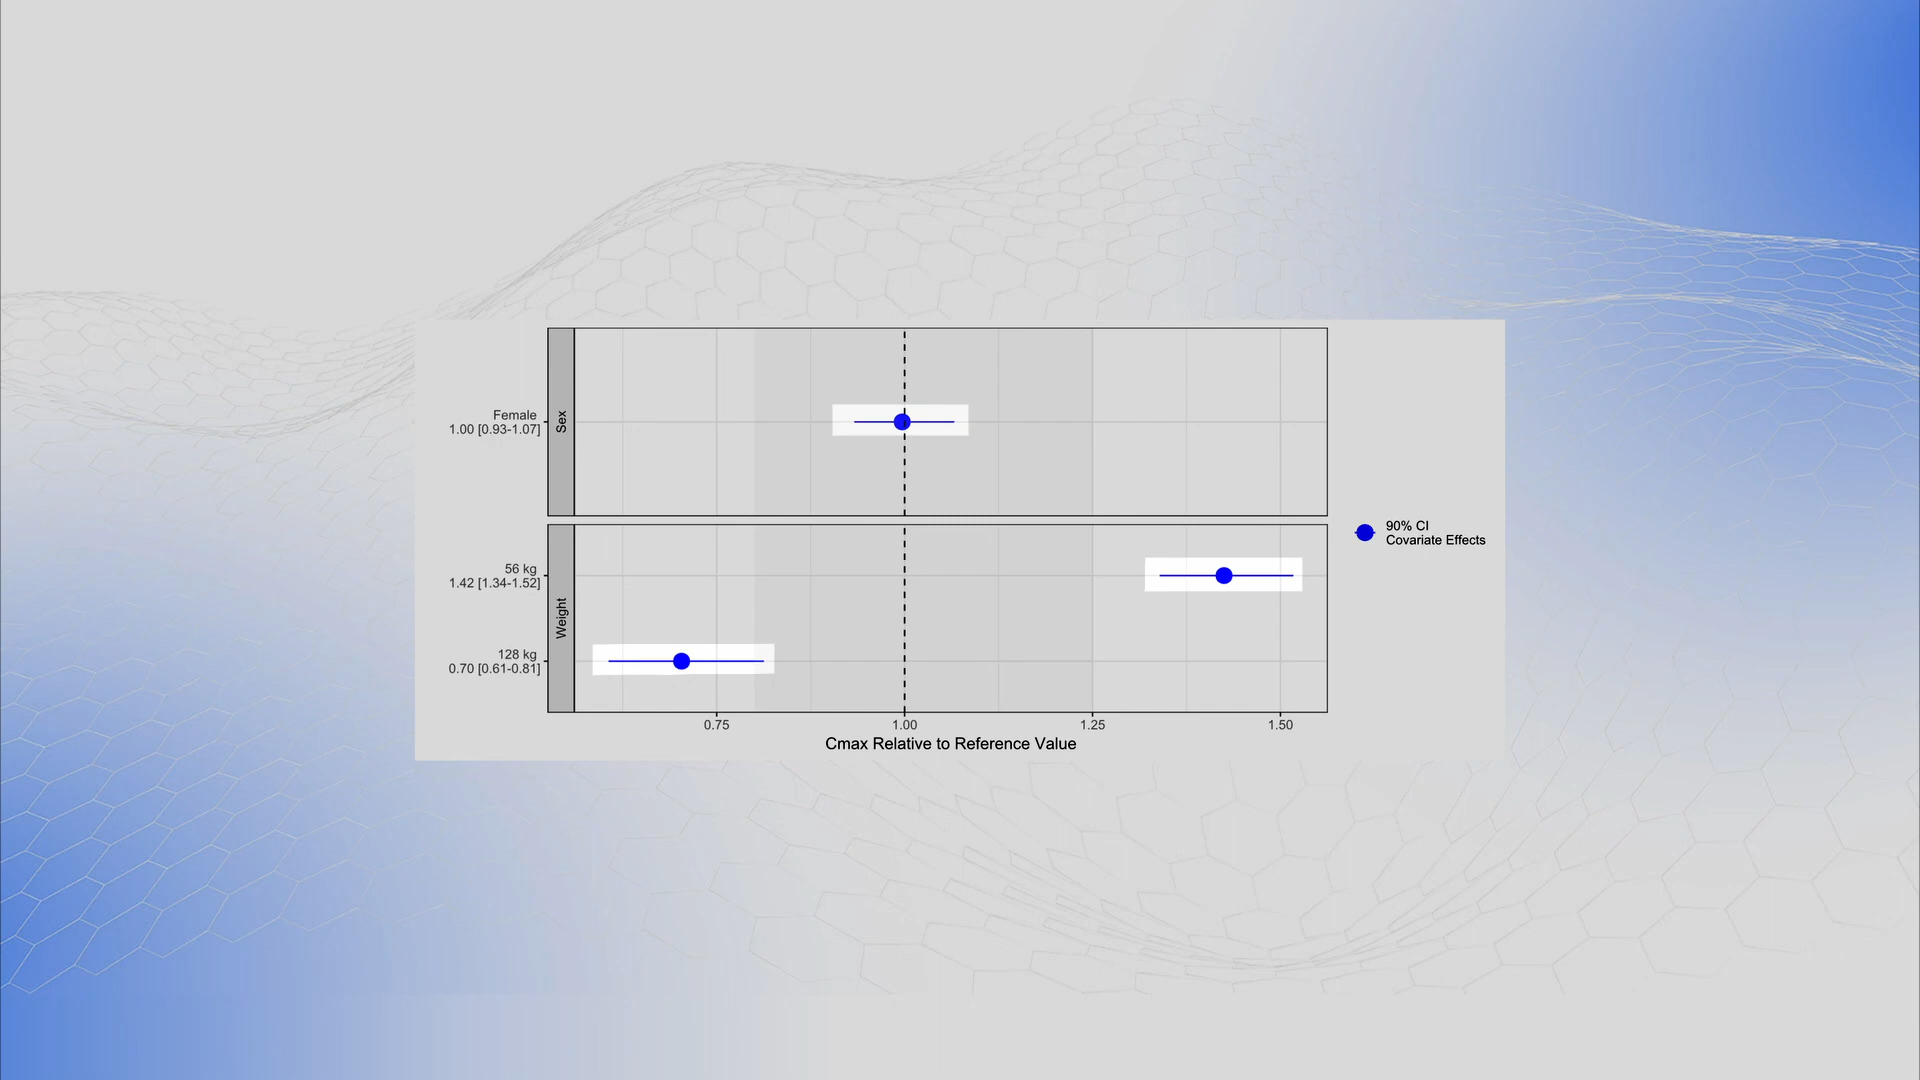 Female
1.00 [0.93-1.07]
Sex
56 kg
1.42 [1.34-1.52]
Weight
128 kg
0.70 [0.61-0.81]
0.75 1.00 1.25 1.50
Cmax Relative to Reference Value
90% CI
Covariate Effects